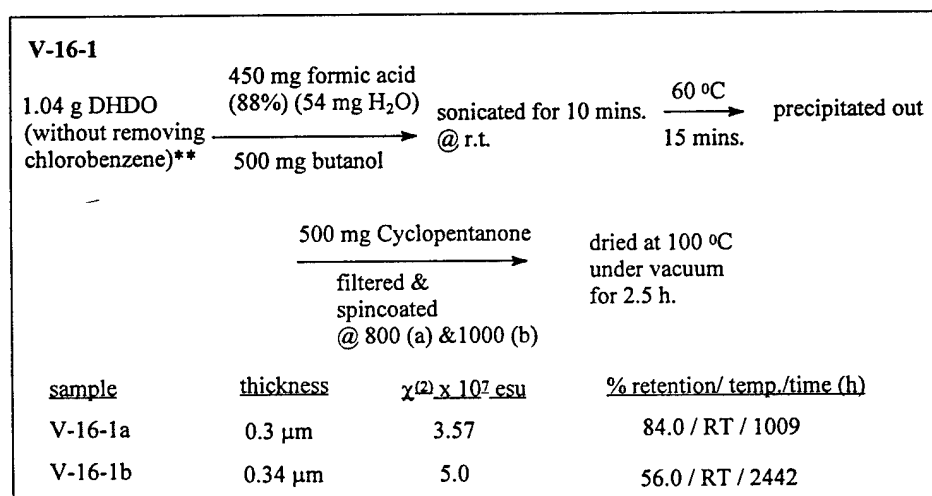 V-16-1
1.04 g DHDO
(without removing
chlorobenzene)**
450 mg formic acid
(88%) (54 mg H₂O)
500 mg butanol
sonicated for 10 mins.
@ r.t.
60 ⁰C
15 mins.
precipitated out
500 mg Cyclopentanone
filtered &
spincoated
@ 800 (a) &1000 (b)
dried at 100 ⁰C
under vacuum
for 2.5 h.
sample thickness χ⁽²⁾ x 10⁷ esu % retention/ temp./time (h)
V-16-1a 0.3 μm 3.57 84.0 / RT / 1009
V-16-1b 0.34 μm 5.0 56.0 / RT / 2442